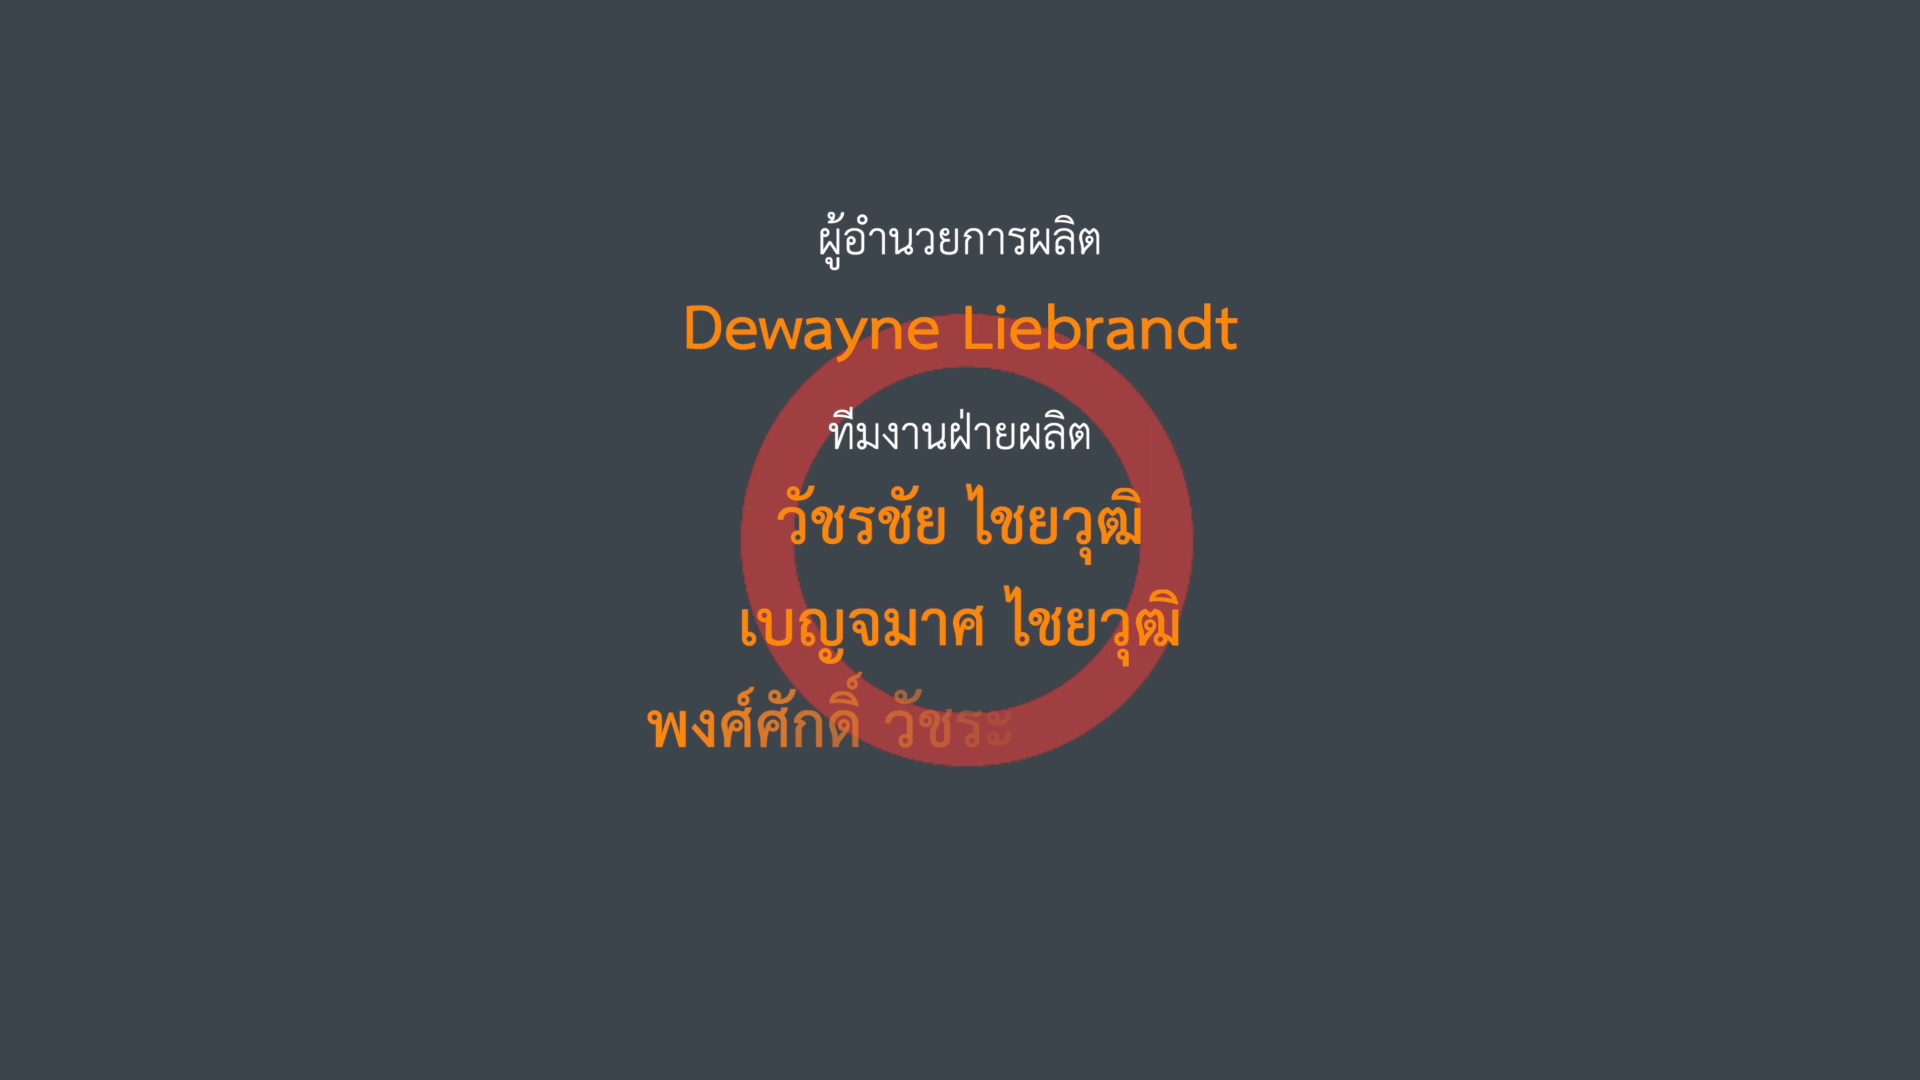 ผู้อำนวยการผลิต
Dewayne Liebrandt
ทีมงานฝ่ายผลิต
วัชรชัย ไชยวุฒิ
เบญจมาศ ไชยวุฒิ
พงศ์ศักดิ์ วัชระ